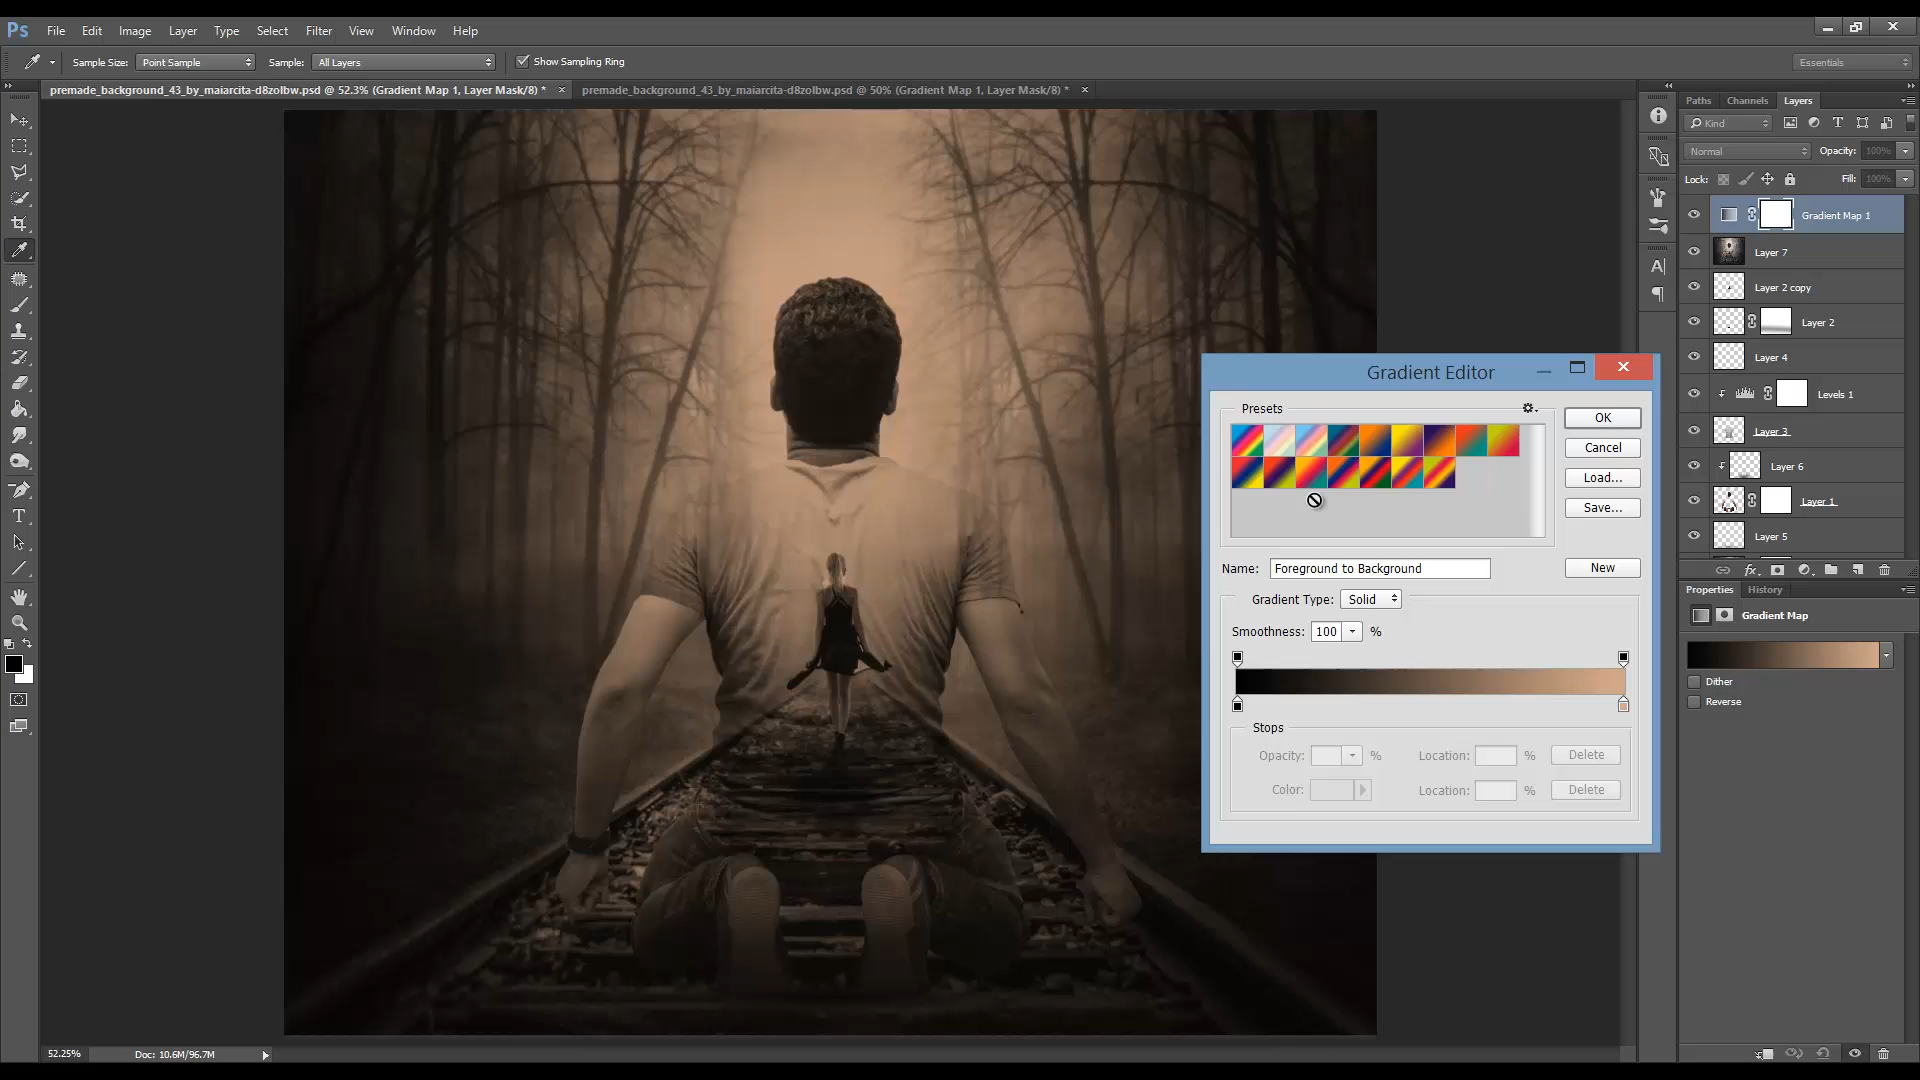 Ps File Edit Image Layer Type Select Filter View Window Help
Sample Size: Point Sample Sample: All Layers Show Sampling Ring Essentials
premade_background_43_by_maiarcita-d8zolbw.psd @ 52.3% (Gradient Map 1, Layer Mask/8) * premade_background_43_by_maiarcita-d8zolbw.psd @ 50% (Gradient Map 1, Layer Mask/8) *
Paths Channels Layers
Kind
Normal Opacity: 100%
Lock: Fill: 100%
Gradient Map 1
Layer 7
Layer 2 copy
Layer 2
Layer 4
Levels 1
Layer 3
Layer 6
Layer 1
Layer 5
fx
Properties History
Gradient Map
Dither
Reverse
Gradient Editor
Presets
OK
Cancel
Load...
Save...
Name: Foreground to Background New
Gradient Type: Solid
Smoothness: 100 %
Stops
Opacity: % Location: % Delete
Color: Location: % Delete
52.25% Doc: 10.6M/96.7M